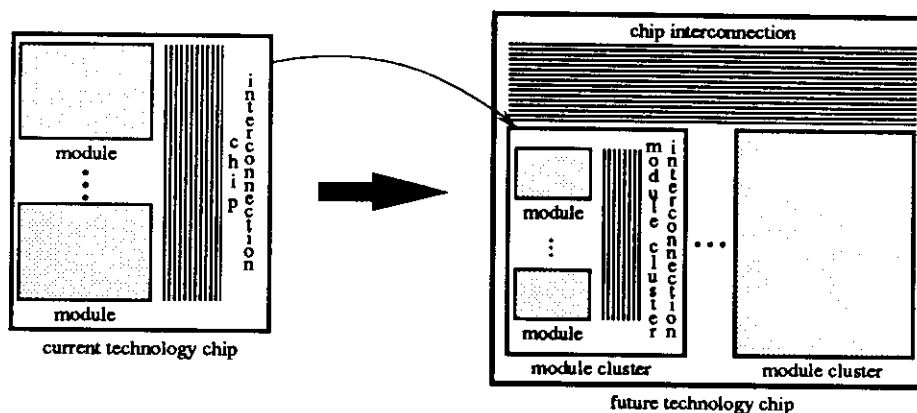 module
module
chip
interconnection
current technology chip
chip interconnection
module
module
module cluster
interconnection
module cluster
module cluster
future technology chip